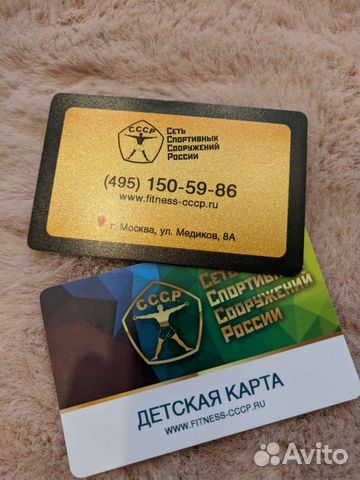 СССР
Сеть
Спортивных
Сооружений
России
(495) 150-59-86
www.fitness-cccp.ru
г. Москва, ул. Медиков, 8А
СССР
Сеть
Спортивных
Сооружений
России
ДЕТСКАЯ КАРТА
WWW.FITNESS-CCCP.RU
Avito